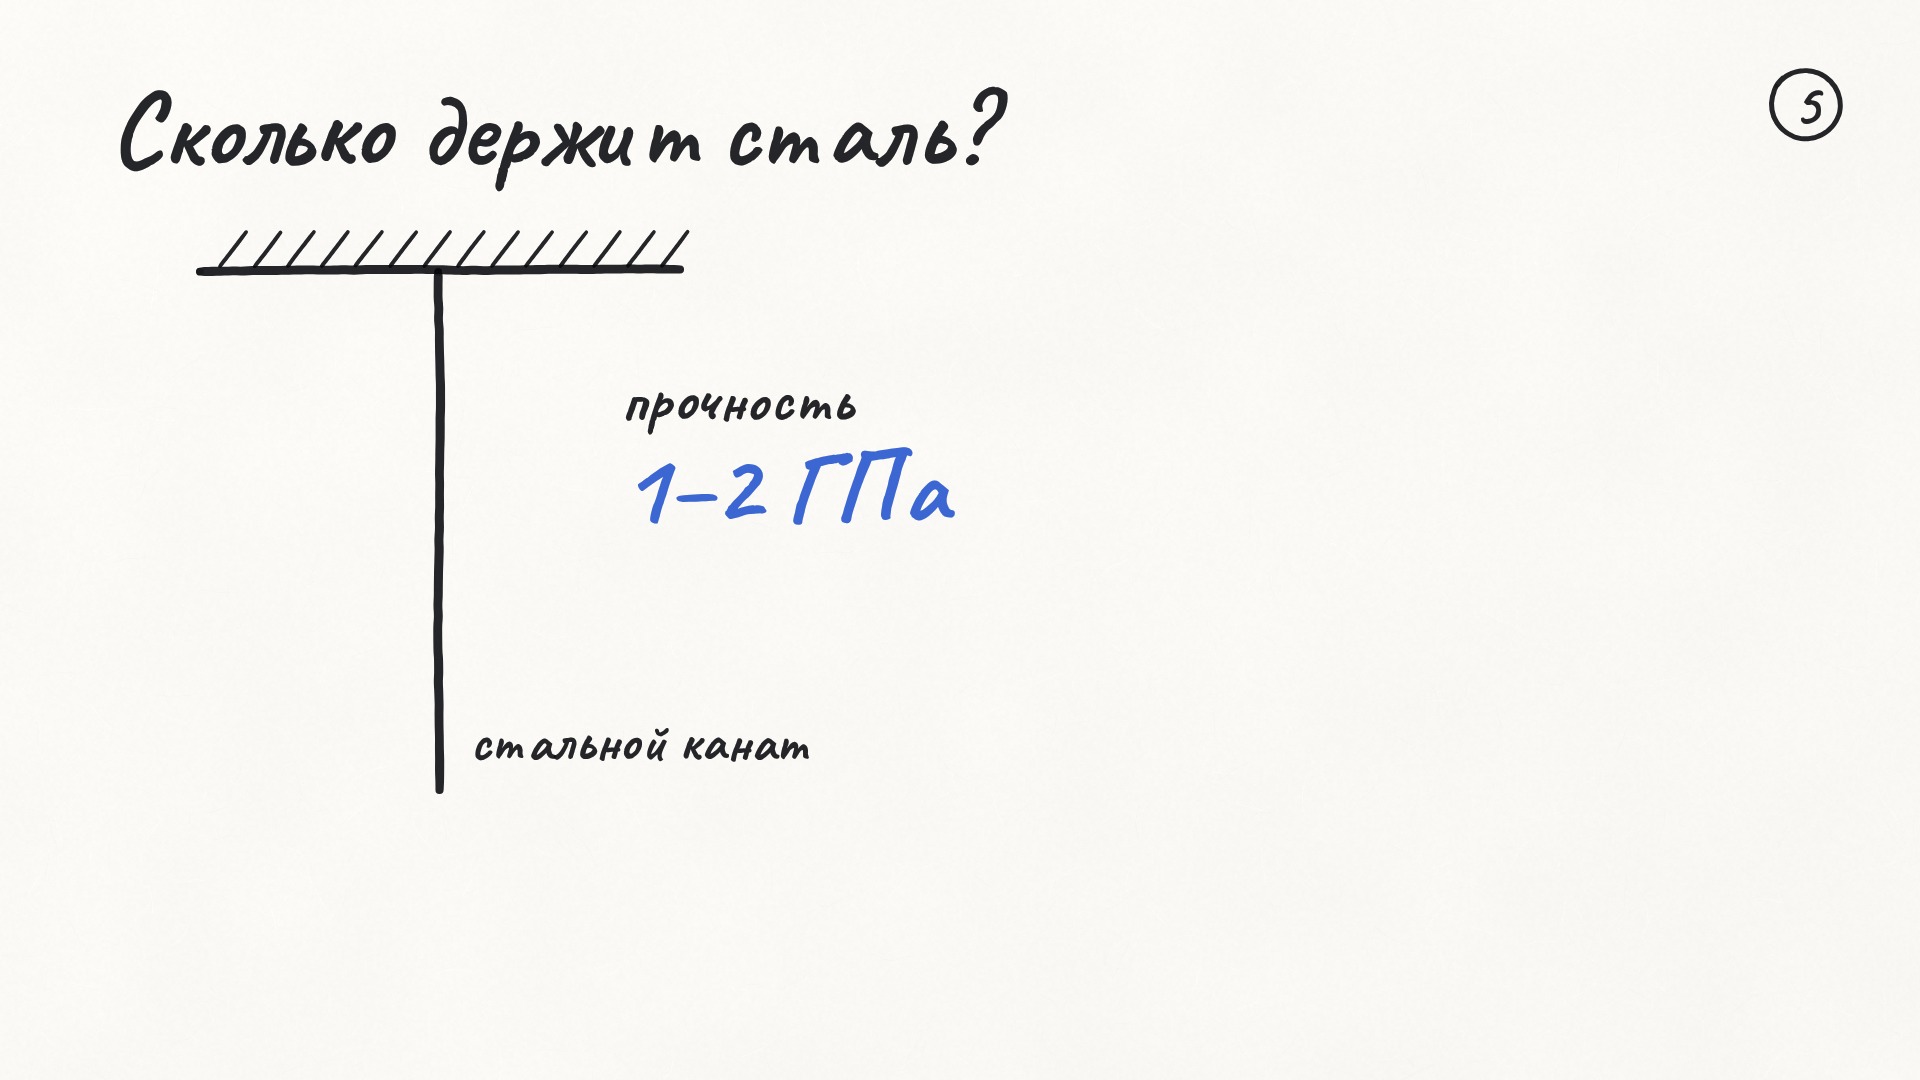 Сколько держит сталь?
5
прочность
1–2 ГПа
стальной канат